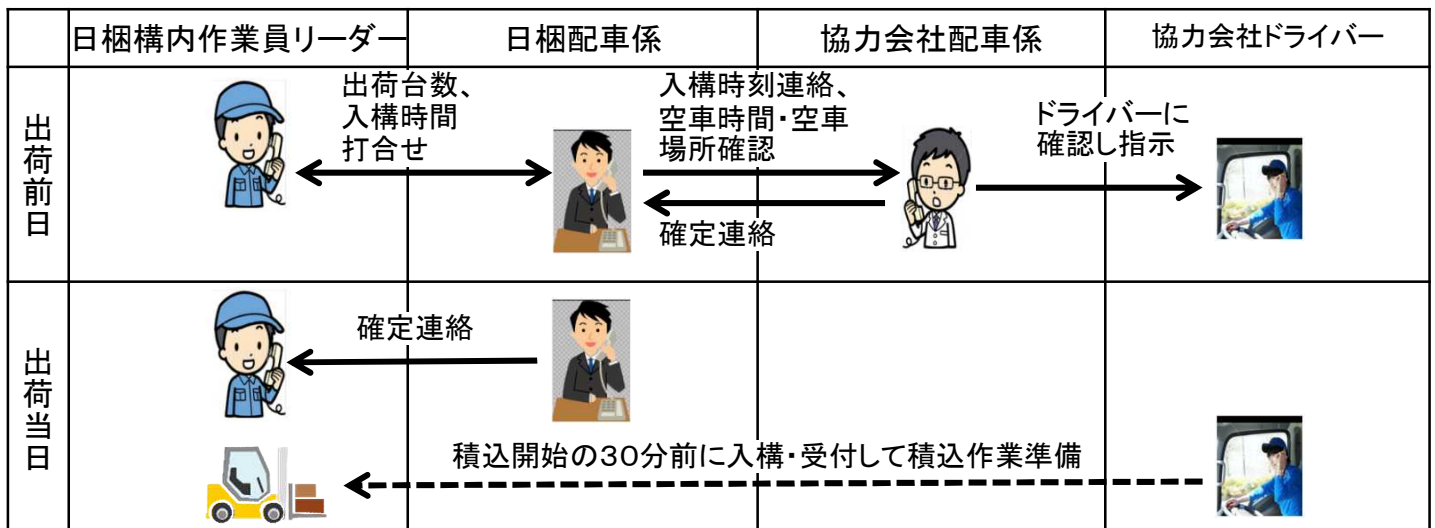 日梱構内作業員リーダー
日梱配車係
協力会社配車係
協力会社ドライバー
出荷前日
出荷台数、
入構時間
打合せ
入構時刻連絡、
空車時間・空車
場所確認
確定連絡
ドライバーに
確認し指示
出荷当日
確定連絡
積込開始の30分前に入構・受付して積込作業準備